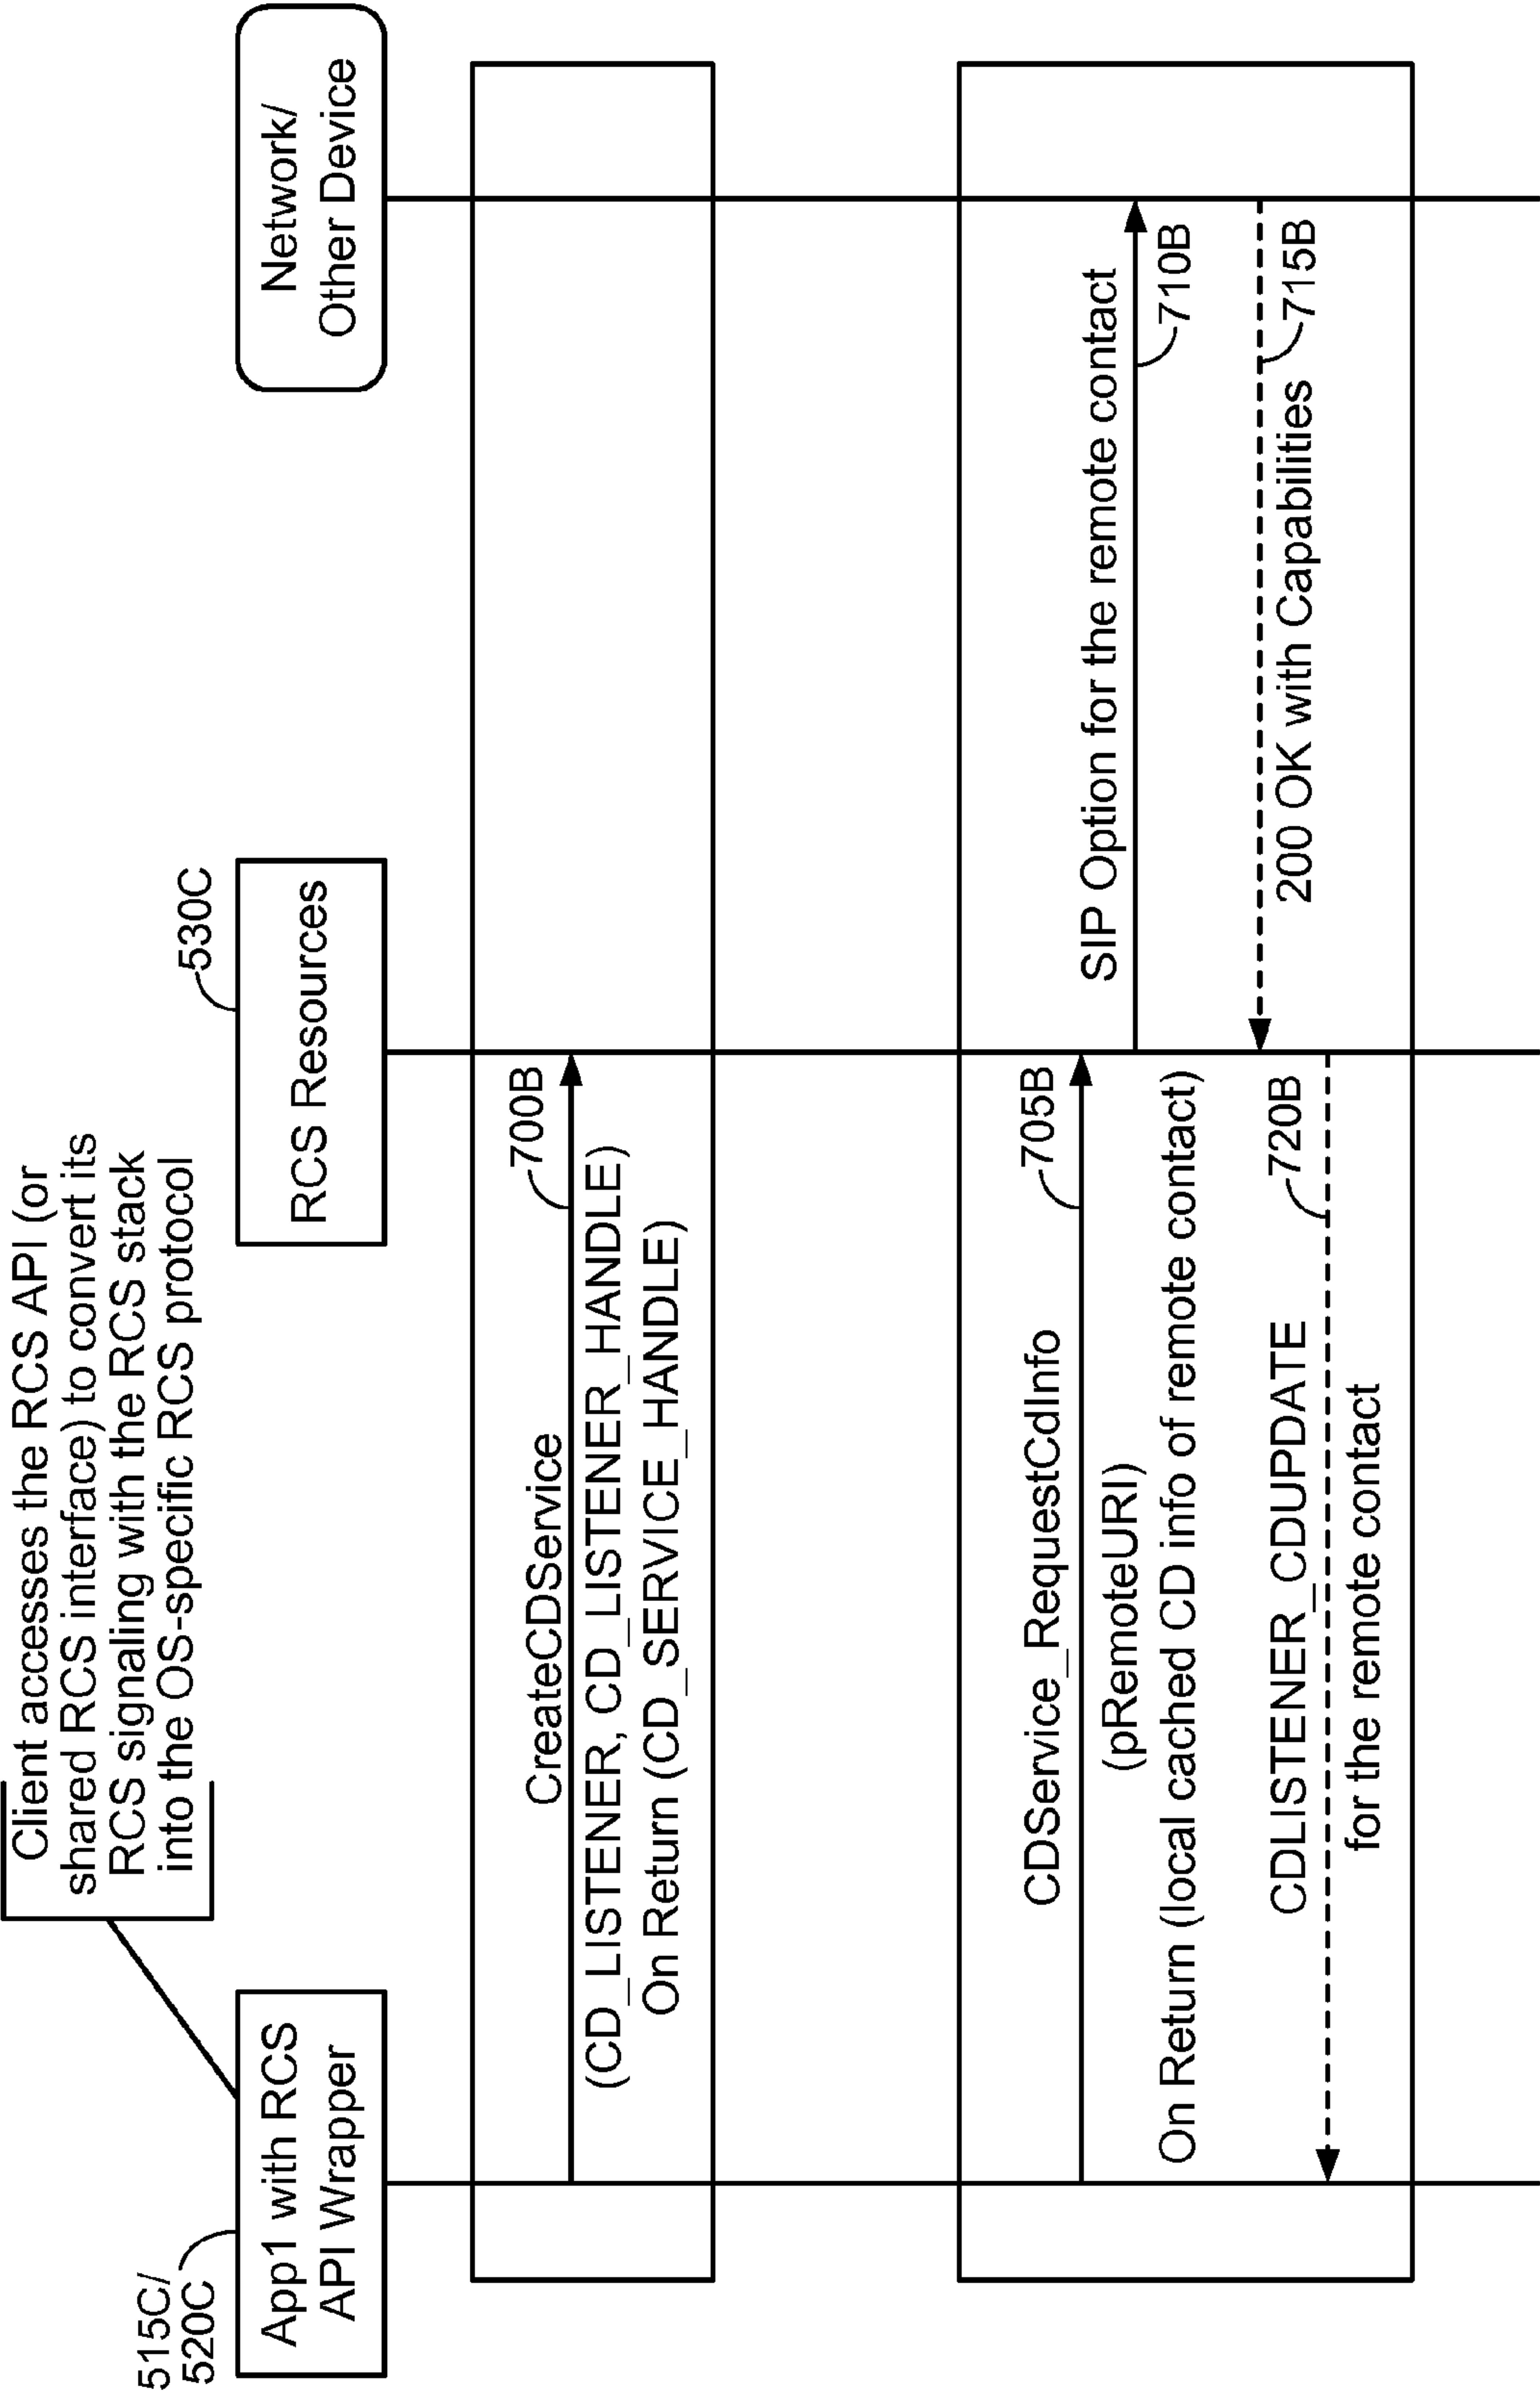 Client accesses the RCS API (or
shared RCS interface) to convert its
RCS signaling with the RCS stack
into the OS-specific RCS protocol
515C/
520C
App1 with RCS
API Wrapper
530C
RCS Resources
Network/
Other Device
CreateCDService
700B
(CD_LISTENER, CD_LISTENER_HANDLE)
On Return (CD_SERVICE_HANDLE)
CDService_RequestCdInfo
705B
(pRemoteURI)
On Return (local cached CD info of remote contact)
SIP Option for the remote contact
710B
715B
200 OK with Capabilities
CDLISTENER_CDUPDATE
720B
for the remote contact